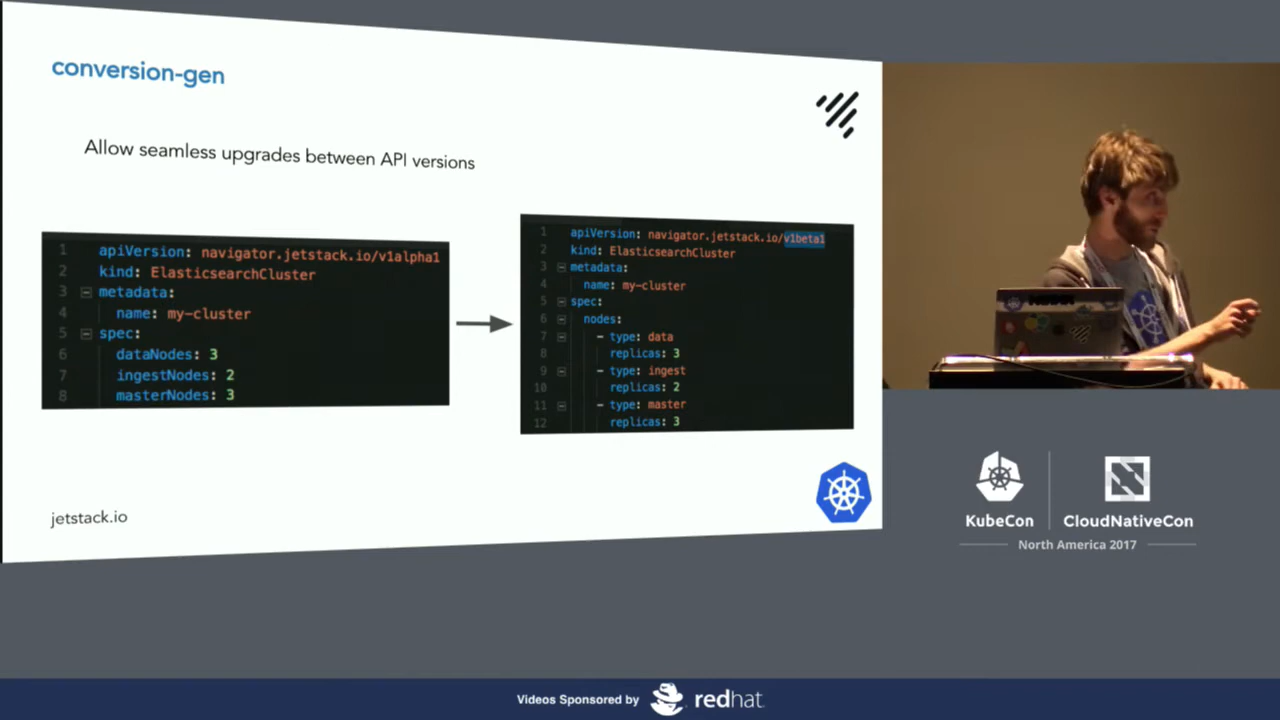 conversion-gen
Allow seamless upgrades between API versions
1 apiVersion: navigator.jetstack.io/v1alpha1
2 kind: ElasticsearchCluster
3 metadata:
4 name: my-cluster
5 spec:
6 dataNodes: 3
7 ingestNodes: 2
8 masterNodes: 3
1 apiVersion: navigator.jetstack.io/v1beta1
2 kind: ElasticsearchCluster
3 metadata:
4 name: my-cluster
5 spec:
6 nodes:
7 - type: data
8 replicas: 3
9 - type: ingest
10 replicas: 2
11 - type: master
12 replicas: 3
jetstack.io
KubeCon
CloudNativeCon
North America 2017
Videos Sponsored by redhat.